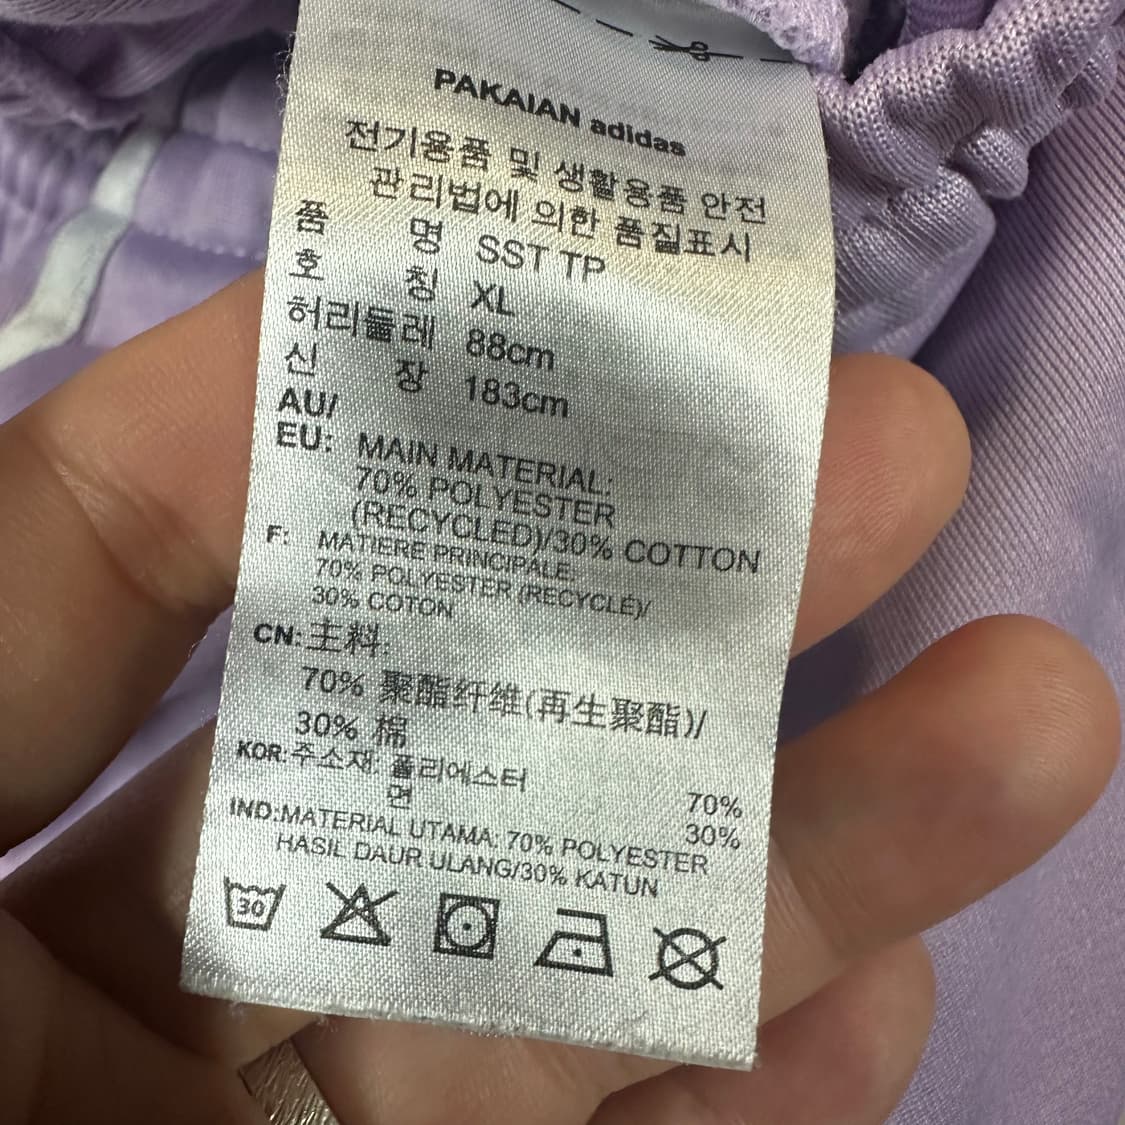 PAKAIAN adidas
전기용품 및 생활용품 안전
관리법에 의한 품질표시
품 명 SST TP
호 칭 XL
허리둘레 88cm
신 장 183cm
AU/
EU: MAIN MATERIAL:
70% POLYESTER
(RECYCLED)/30% COTTON
F: MATIERE PRINCIPALE:
70% POLYESTER (RECYCLÉ)/
30% COTON
CN: 主料:
70% 聚酯纤维(再生聚酯)/
30% 棉
KOR: 주소재: 폴리에스터 70%
면 30%
IND: MATERIAL UTAMA: 70% POLYESTER
HASIL DAUR ULANG/30% KATUN
30